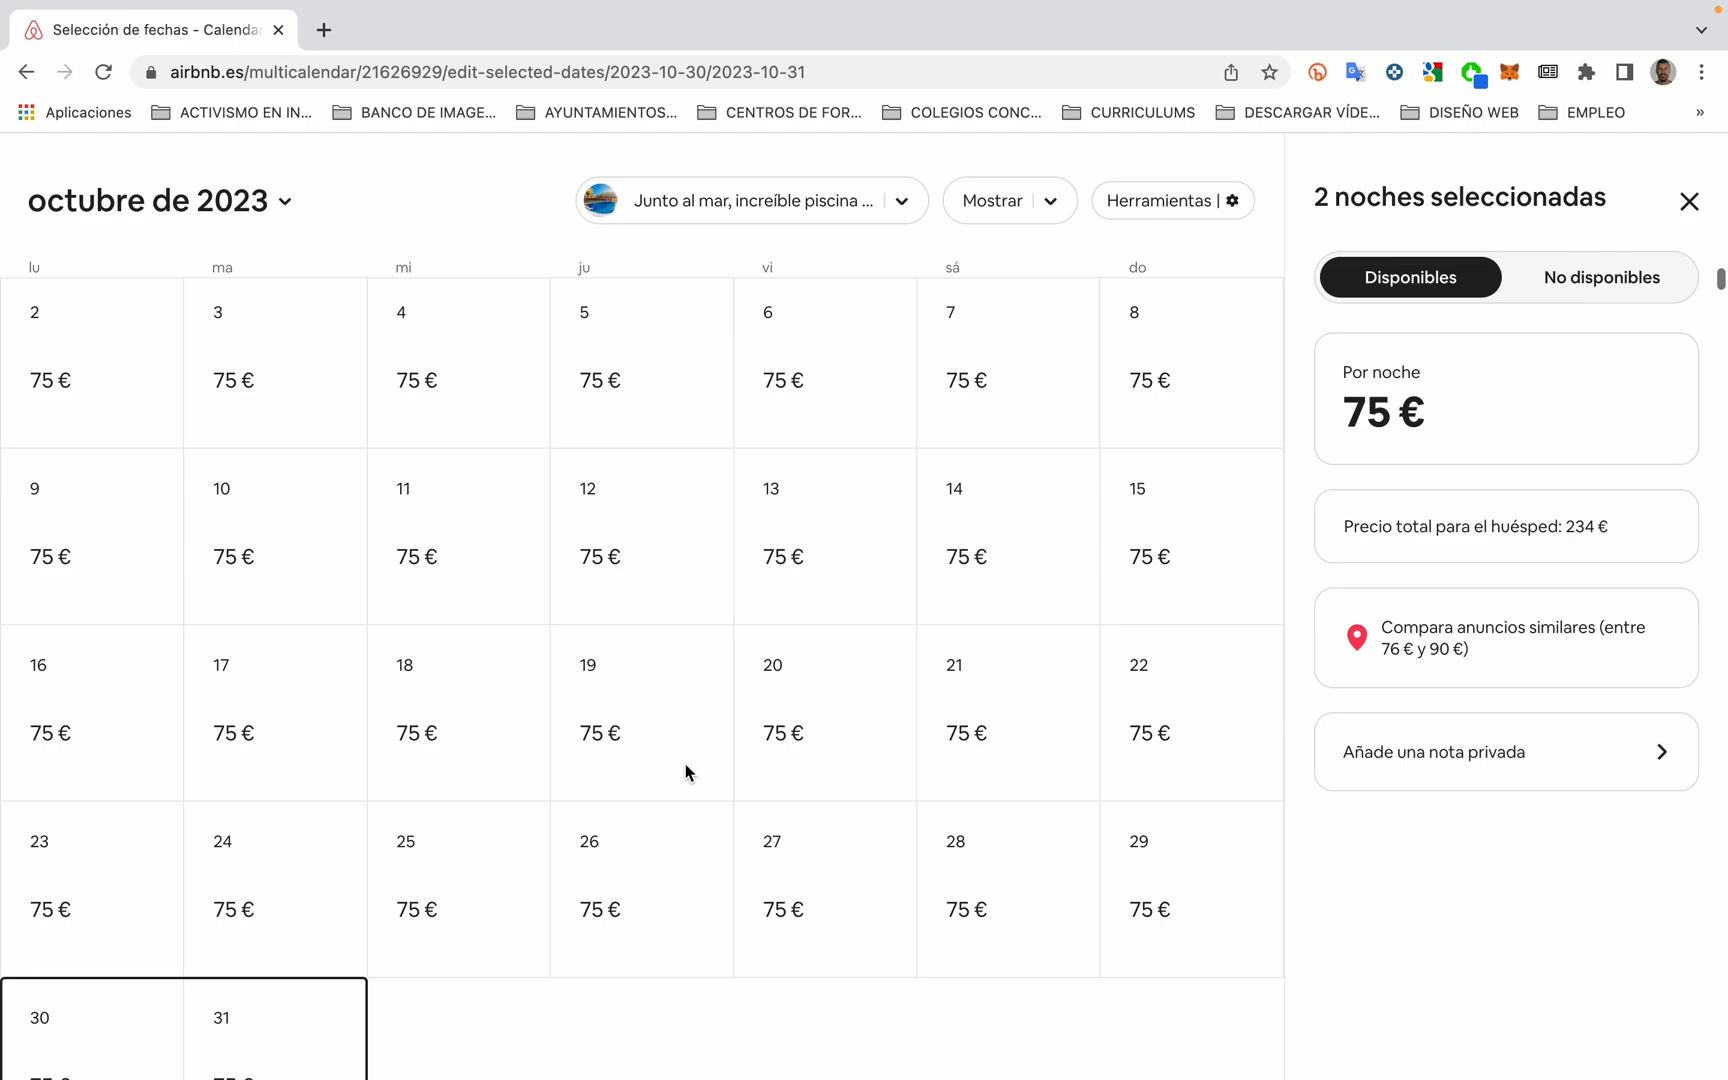 Selección de fechas - Calenda
airbnb.es/multicalendar/21626929/edit-selected-dates/2023-10-30/2023-10-31
Aplicaciones ACTIVISMO EN IN... BANCO DE IMAGE... AYUNTAMIENTOS... CENTROS DE FOR... COLEGIOS CONC... CURRICULUMS DESCARGAR VÍDE... DISEÑO WEB EMPLEO »
octubre de 2023
Junto al mar, increíble piscina ...
Mostrar
Herramientas |
lu ma mi ju vi sá do
2 3 4 5 6 7 8
75 € 75 € 75 € 75 € 75 € 75 € 75 €
9 10 11 12 13 14 15
75 € 75 € 75 € 75 € 75 € 75 € 75 €
16 17 18 19 20 21 22
75 € 75 € 75 € 75 € 75 € 75 € 75 €
23 24 25 26 27 28 29
75 € 75 € 75 € 75 € 75 € 75 € 75 €
30 31
2 noches seleccionadas
Disponibles No disponibles
Por noche
75 €
Precio total para el huésped: 234 €
Compara anuncios similares (entre
76 € y 90 €)
Añade una nota privada